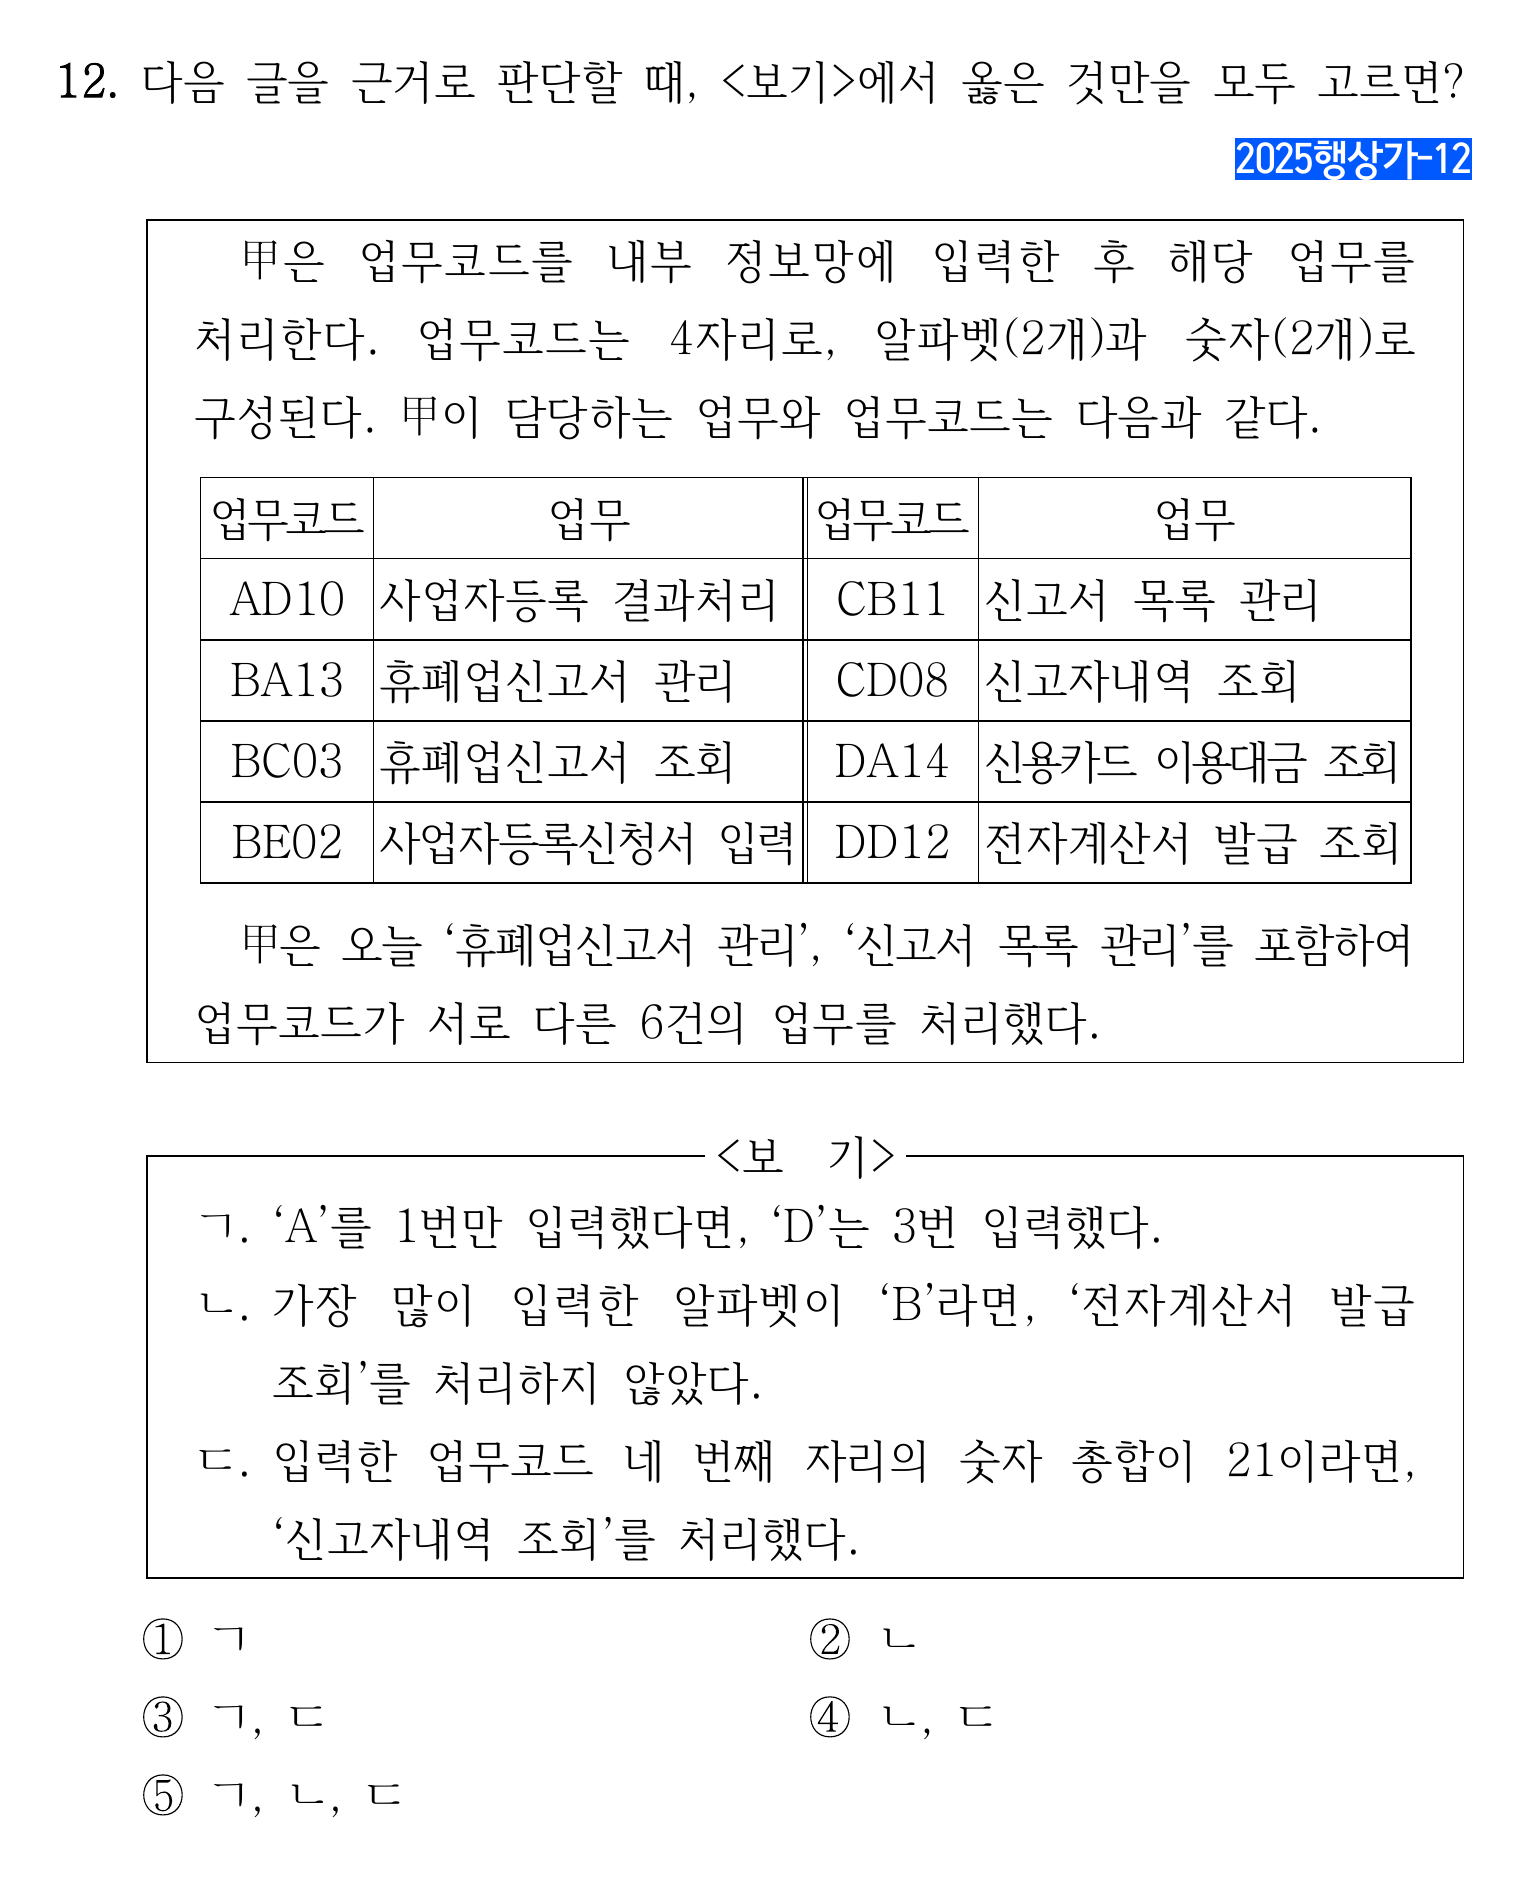 12. 다음 글을 근거로 판단할 때, <보기>에서 옳은 것만을 모두 고르면?
2025행상가-12
甲은 업무코드를 내부 정보망에 입력한 후 해당 업무를
처리한다. 업무코드는 4자리로, 알파벳(2개)과 숫자(2개)로
구성된다. 甲이 담당하는 업무와 업무코드는 다음과 같다.
업무코드 업무 업무코드 업무
AD10 사업자등록 결과처리 CB11 신고서 목록 관리
BA13 휴폐업신고서 관리 CD08 신고자내역 조회
BC03 휴폐업신고서 조회 DA14 신용카드 이용대금 조회
BE02 사업자등록신청서 입력 DD12 전자계산서 발급 조회
甲은 오늘 ‘휴폐업신고서 관리’, ‘신고서 목록 관리’를 포함하여
업무코드가 서로 다른 6건의 업무를 처리했다.
<보 기>
ㄱ. ‘A’를 1번만 입력했다면, ‘D’는 3번 입력했다.
ㄴ. 가장 많이 입력한 알파벳이 ‘B’라면, ‘전자계산서 발급
조회’를 처리하지 않았다.
ㄷ. 입력한 업무코드 네 번째 자리의 숫자 총합이 21이라면,
‘신고자내역 조회’를 처리했다.
① ㄱ ② ㄴ
③ ㄱ, ㄷ ④ ㄴ, ㄷ
⑤ ㄱ, ㄴ, ㄷ